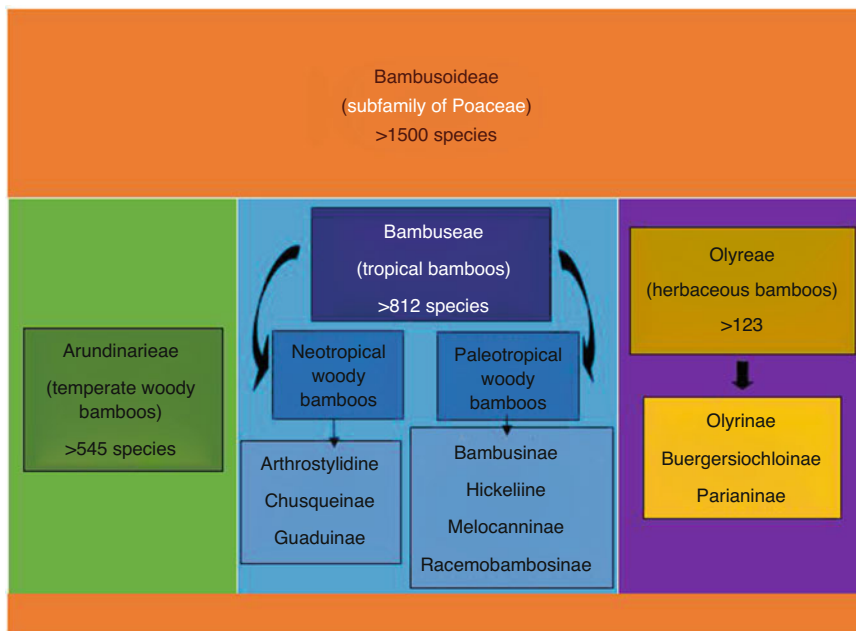 Bambusoideae
(subfamily of Poaceae)
>1500 species
Arundinarieae
(temperate woody
bamboos)
>545 species
Bambuseae
(tropical bamboos)
>812 species
Neotropical
woody
bamboos
Paleotropical
woody
bamboos
Arthrostylidine
Chusqueinae
Guaduinae
Bambusinae
Hickeliine
Melocanninae
Racemobambosinae
Olyreae
(herbaceous bamboos)
>123
Olyrinae
Buergersiochloinae
Parianinae